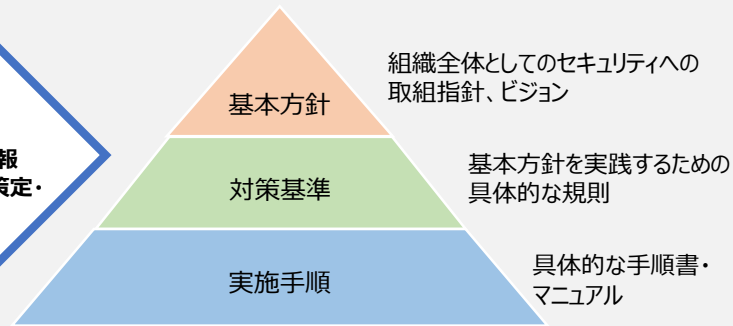 組織全体としてのセキュリティへの
取組指針、ビジョン
基本方針
報
策定・
基本方針を実践するための
具体的な規則
対策基準
具体的な手順書・
マニュアル
実施手順